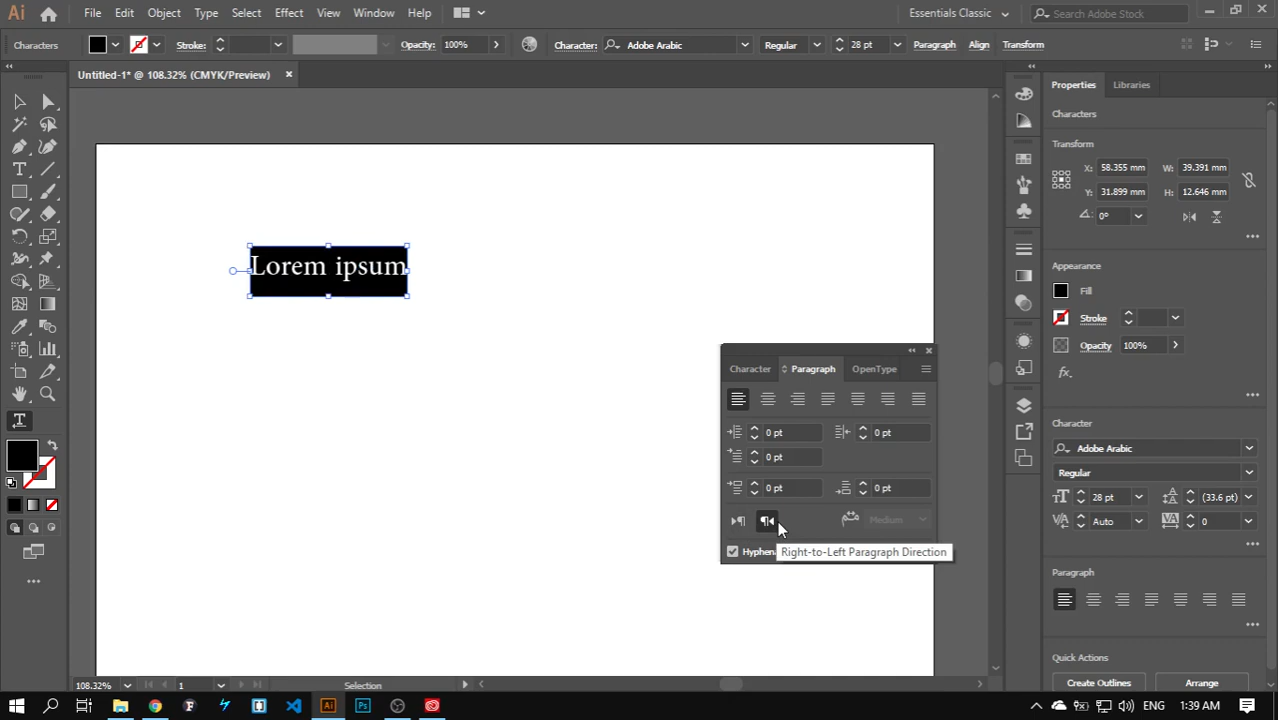 Ai File Edit Object Type Select Effect View Window Help Essentials Classic Search Adobe Stock
Characters Stroke: Opacity: 100% Character: Adobe Arabic Regular 28 pt Paragraph Align Transform
Untitled-1* @ 108.32% (CMYK/Preview)
Properties Libraries
Characters
Transform
X: 58.355 mm W: 39.391 mm
Y: 31.899 mm H: 12.646 mm
0°
Lorem ipsum
Appearance
Fill
Stroke
Opacity 100%
fx.
Character Paragraph OpenType
0 pt 0 pt
0 pt
0 pt 0 pt
Medium
Hyphen
Right-to-Left Paragraph Direction
Character
Adobe Arabic
Regular
28 pt (33.6 pt)
Auto 0
Paragraph
Quick Actions
Create Outlines Arrange
108.32% 1 Selection
Ai Ps ENG 1:39 AM